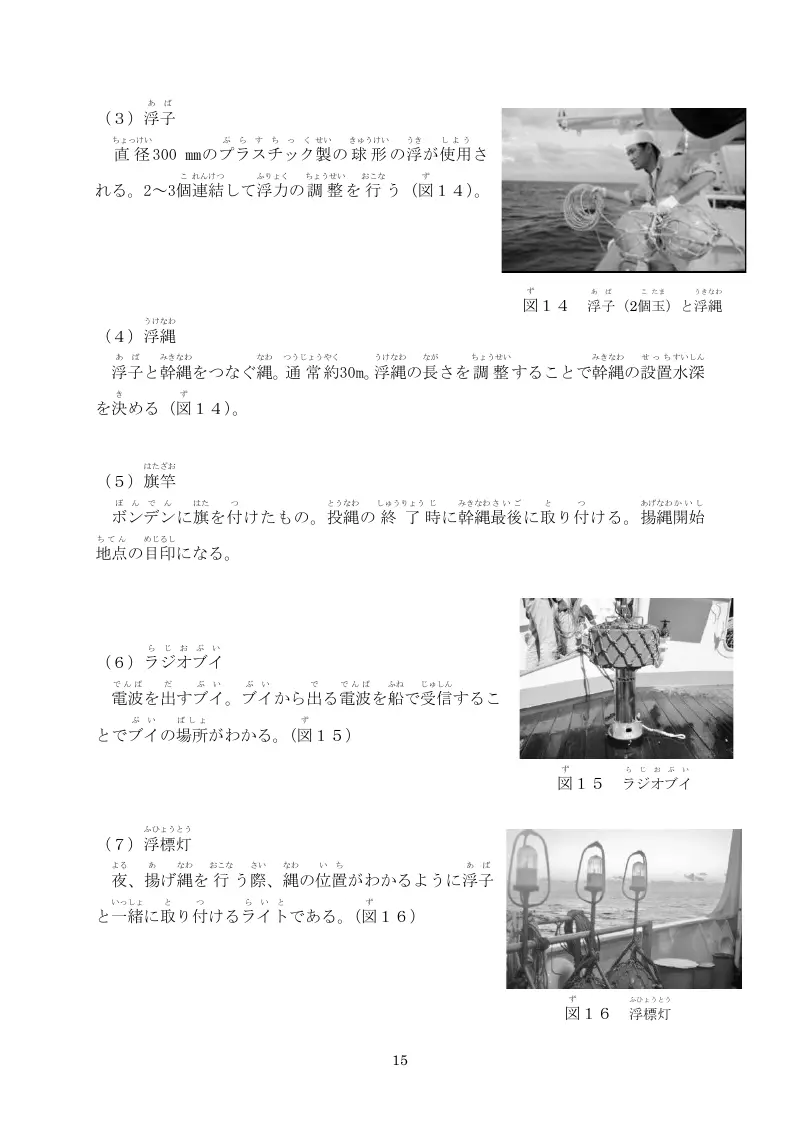 （３）浮子
直径300 ㎜のプラスチック製の球形の浮が使用さ
れる。2～3個連結して浮力の調整を行う（図１４）。
図１４　浮子（2個玉）と浮縄
（４）浮縄
浮子と幹縄をつなぐ縄。通常約30m。浮縄の長さを調整することで幹縄の設置水深
を決める（図１４）。
（５）旗竿
ボンデンに旗を付けたもの。投縄の終了時に幹縄最後に取り付ける。揚縄開始
地点の目印になる。
（６）ラジオブイ
電波を出すブイ。ブイから出る電波を船で受信するこ
とでブイの場所がわかる。（図１５）
図１５　ラジオブイ
（７）浮標灯
夜、揚げ縄を行う際、縄の位置がわかるように浮子
と一緒に取り付けるライトである。（図１６）
図１６　浮標灯
15